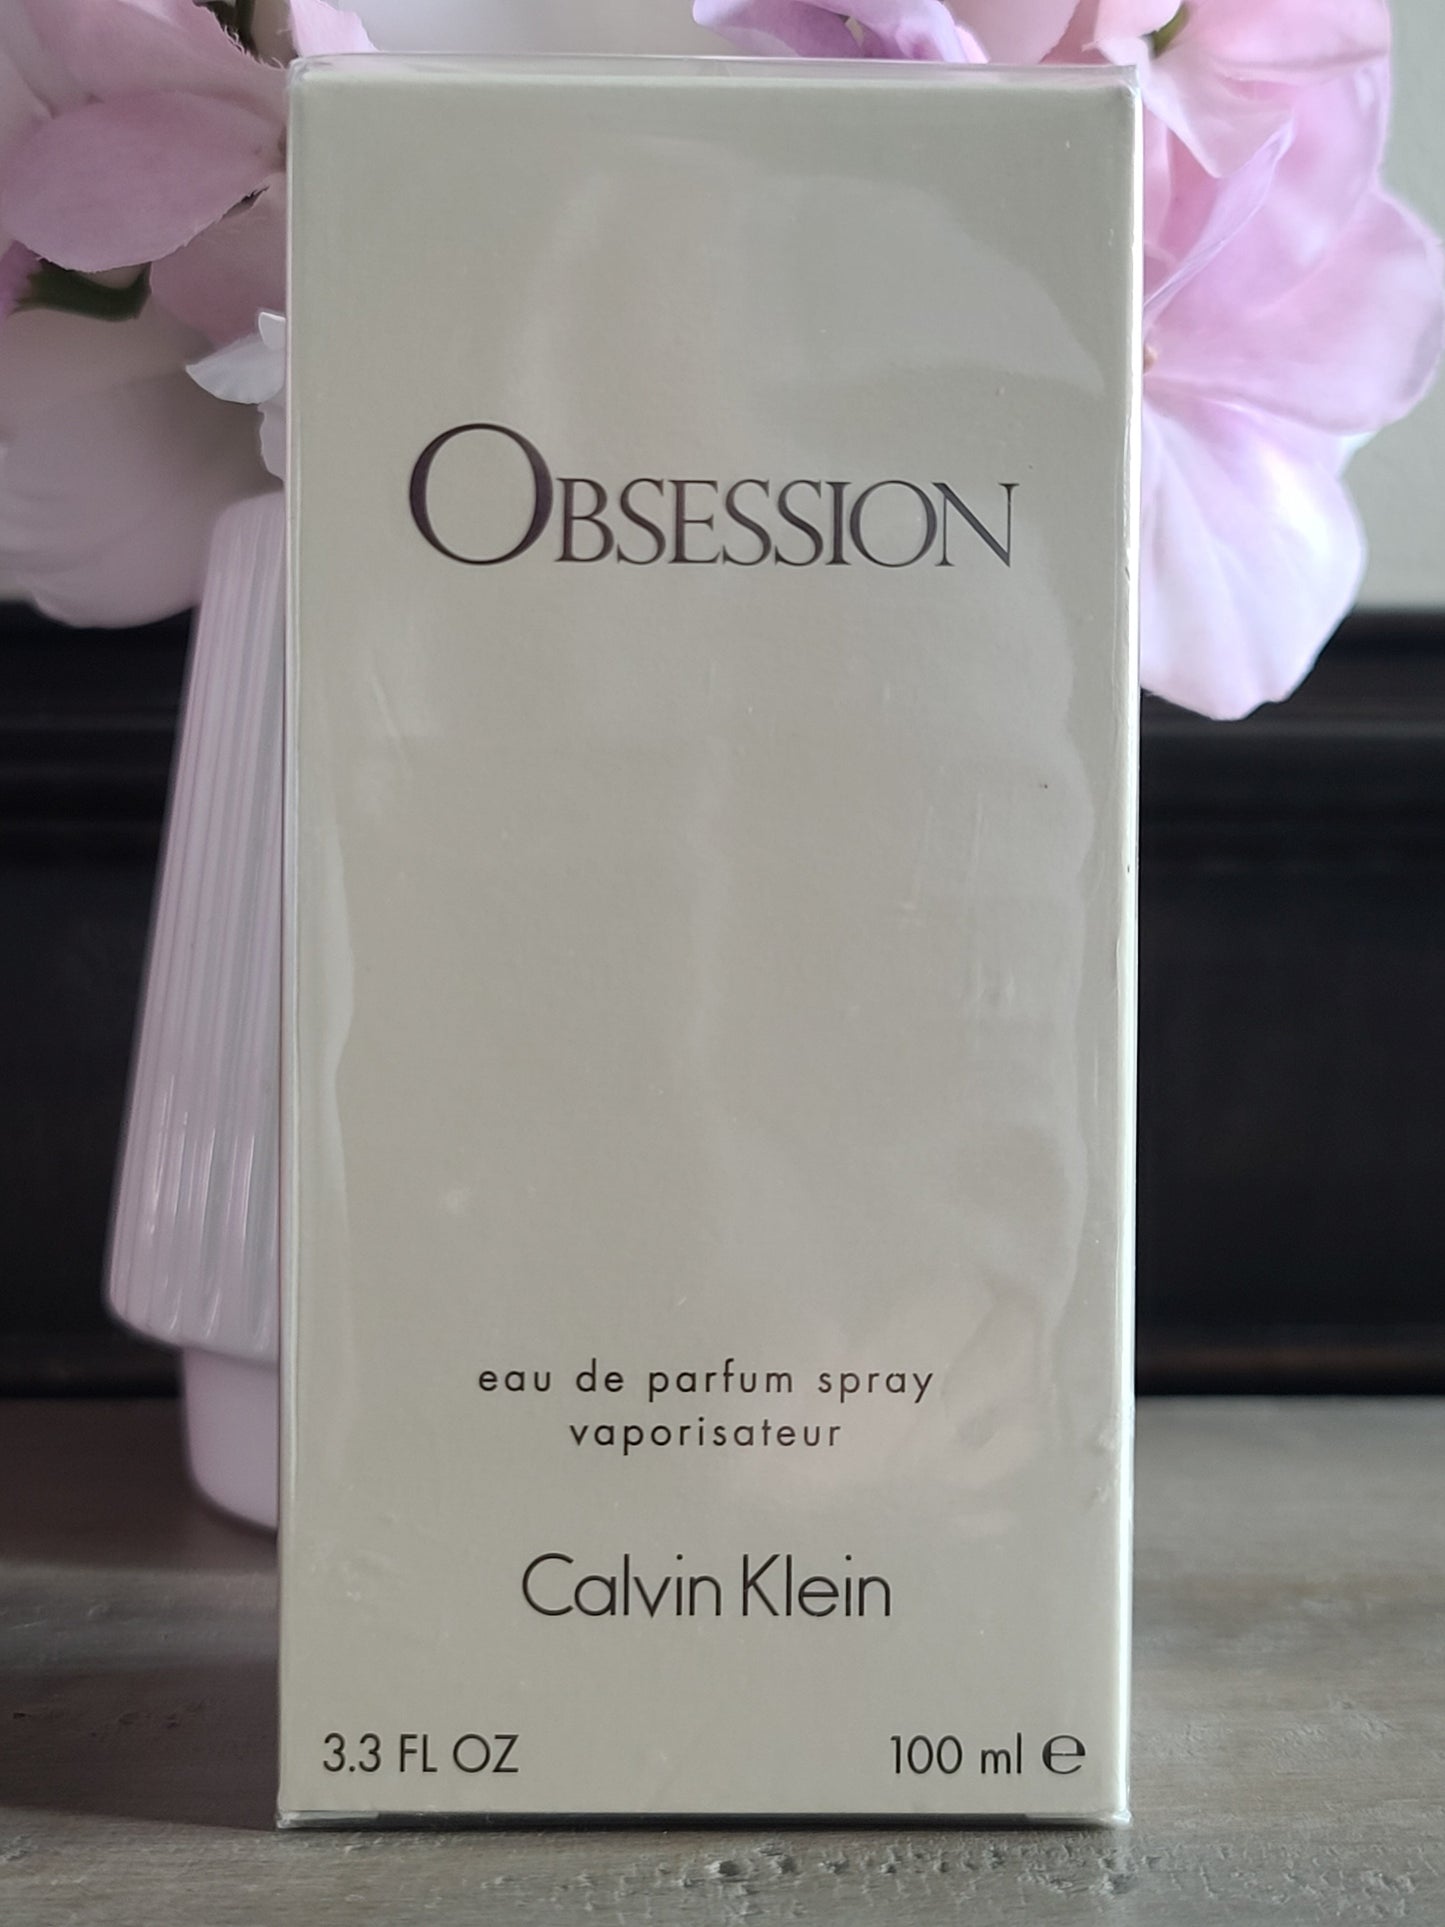 OBSESSION
eau de parfum spray
vaporisateur
Calvin Klein
3.3 FL OZ 100 ml ℮